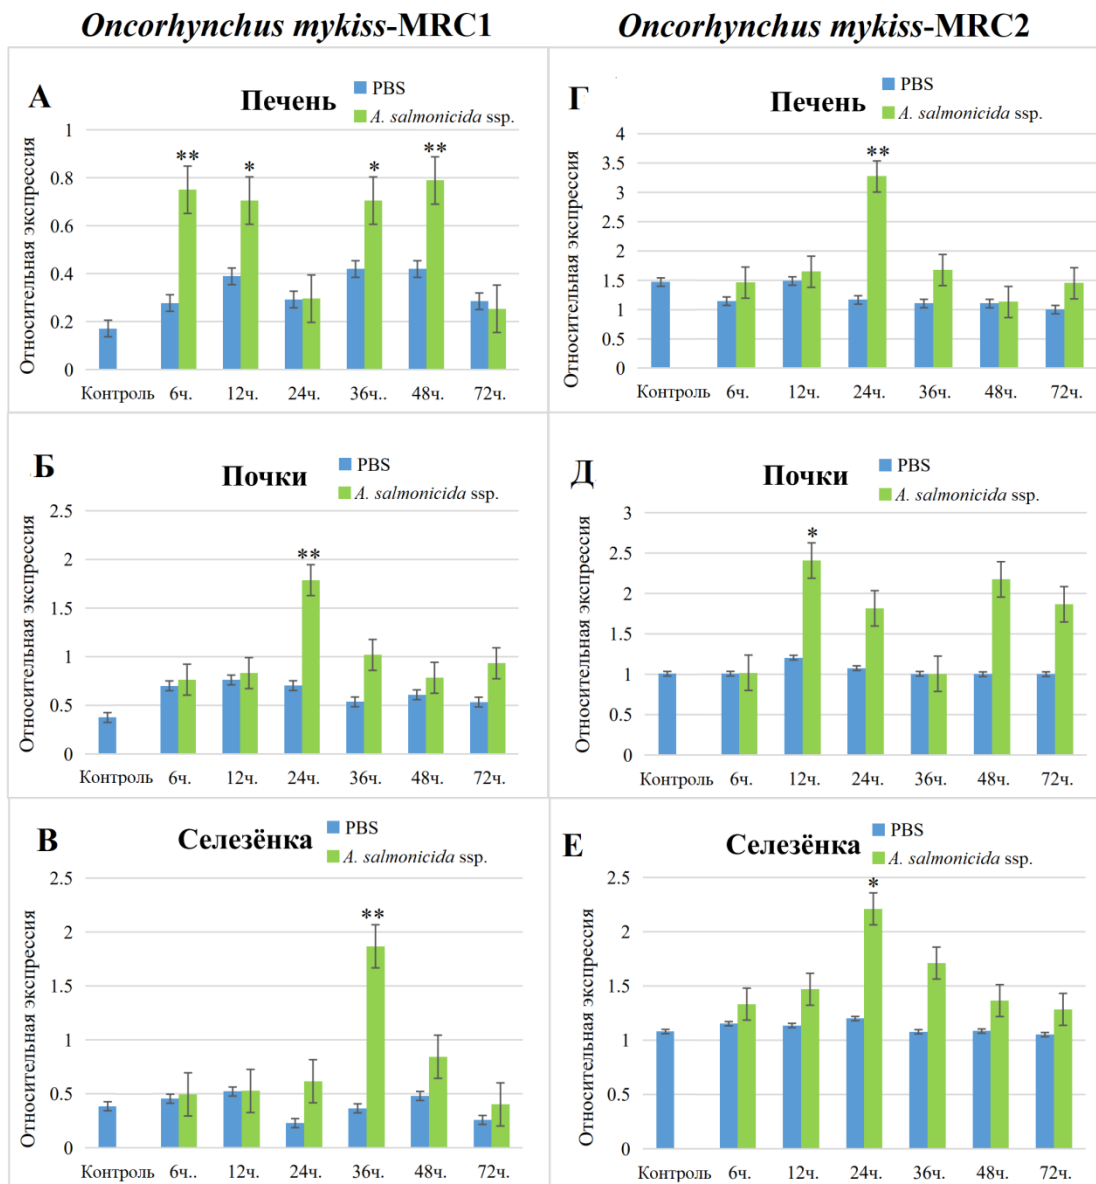 Oncorhynchus mykiss-MRC1
Oncorhynchus mykiss-MRC2
А
Печень
PBS
A. salmonicida ssp.
Относительная экспрессия
1
0.8
0.6
0.4
0.2
0
** * * **
Контроль 6ч. 12ч. 24ч. 36ч.. 48ч. 72ч.
Г
Печень
PBS
A. salmonicida ssp.
Относительная экспрессия
4
3.5
3
2.5
2
1.5
1
0.5
0
**
Контроль 6ч. 12ч. 24ч. 36ч. 48ч. 72ч.
Б
Почки
PBS
A. salmonicida ssp.
Относительная экспрессия
2.5
2
1.5
1
0.5
0
**
Контроль 6ч. 12ч. 24ч. 36ч. 48ч. 72ч.
Д
Почки
PBS
A. salmonicida ssp.
Относительная экспрессия
3
2.5
2
1.5
1
0.5
0
*
Контроль 6ч. 12ч. 24ч. 36ч. 48ч. 72ч.
В
Селезёнка
PBS
A. salmonicida ssp.
Относительная экспрессия
2.5
2
1.5
1
0.5
0
**
Контроль 6ч.. 12ч. 24ч. 36ч. 48ч. 72ч.
Е
Селезёнка
PBS
A. salmonicida ssp.
Относительная экспрессия
2.5
2
1.5
1
0.5
0
*
Контроль 6ч. 12ч. 24ч. 36ч. 48ч. 72ч.